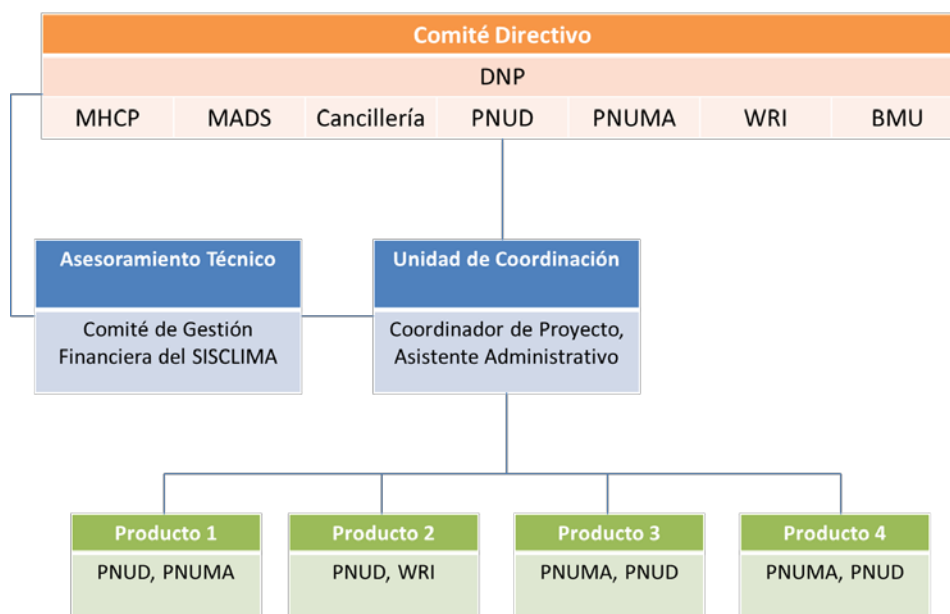 Comité Directivo
DNP
MHCP MADS Cancillería PNUD PNUMA WRI BMU
Asesoramiento Técnico
Comité de Gestión
Financiera del SISCLIMA
Unidad de Coordinación
Coordinador de Proyecto,
Asistente Administrativo
Producto 1
PNUD, PNUMA
Producto 2
PNUD, WRI
Producto 3
PNUMA, PNUD
Producto 4
PNUMA, PNUD